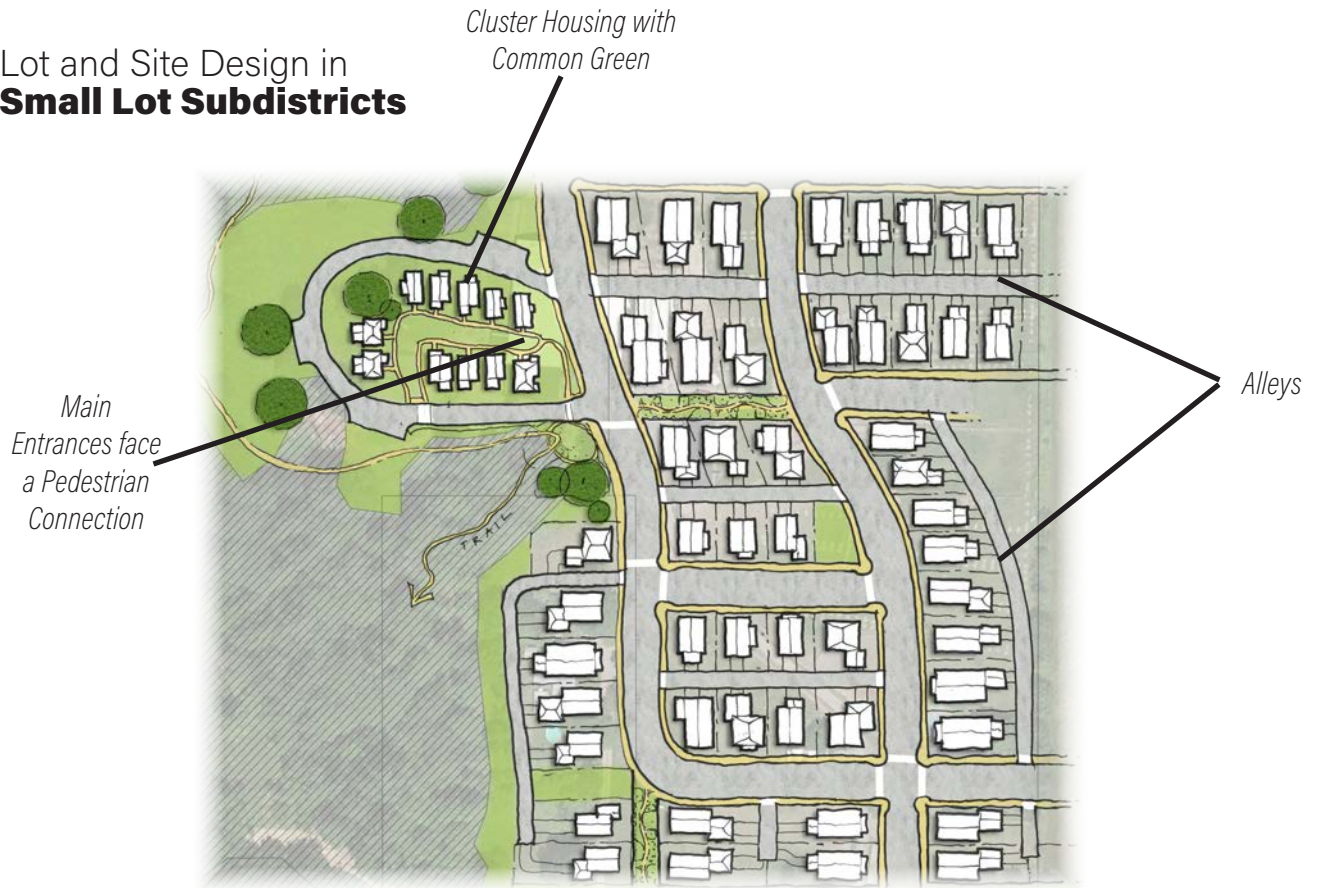 Cluster Housing with
Common Green
Lot and Site Design in
Small Lot Subdistricts
Main
Entrances face
a Pedestrian
Connection
Alleys
TRAIL